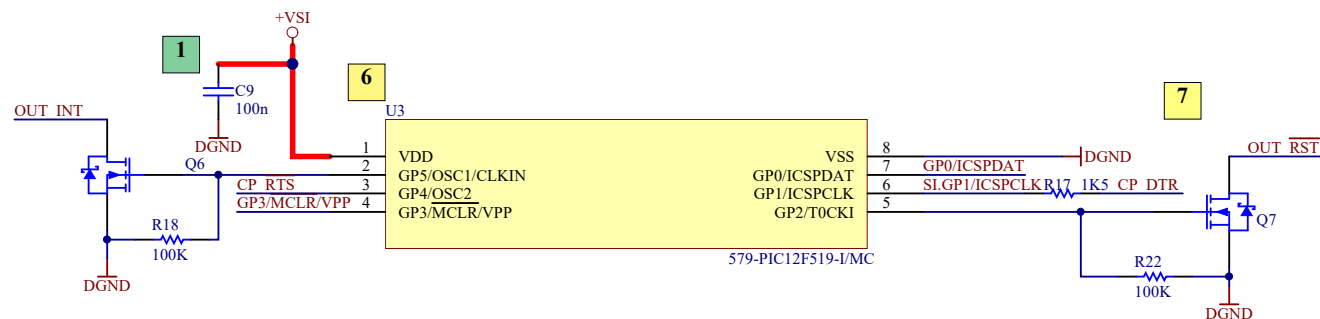 +VSI
1
6
7
C9
100n
DGND
OUT_INT
Q6
R18
100K
DGND
U3
1 VDD
2 GP5/OSC1/CLKIN
CP_RTS 3 GP4/OSC2
GP3/MCLR/VPP 4 GP3/MCLR/VPP
VSS 8 DGND
GP0/ICSPDAT 7 GP0/ICSPDAT
GP1/ICSPCLK 6 SI.GP1/ICSPCLK R17 1K5 CP_DTR
GP2/T0CKI 5
579-PIC12F519-I/MC
OUT_RST
Q7
R22
100K
DGND